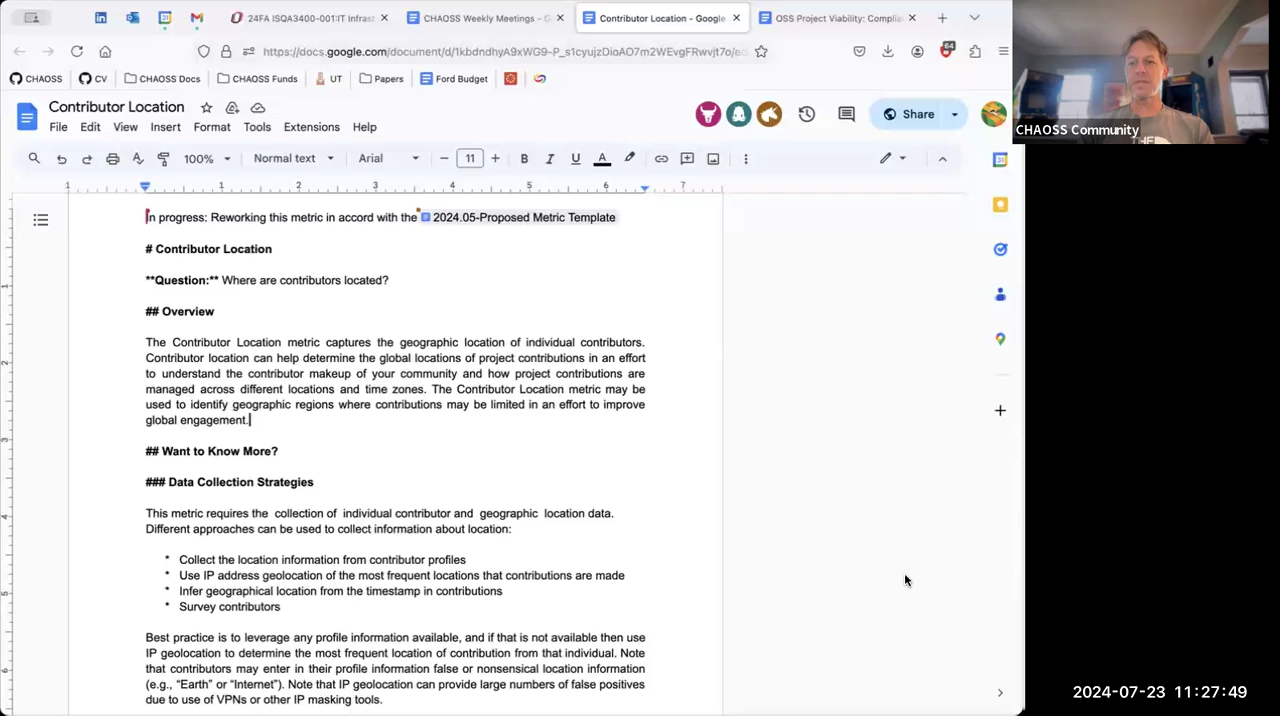 24FA ISQA3400-001:IT Infrast
CHAOSS Weekly Meetings - G
Contributor Location - Google
OSS Project Viability: Complia
https://docs.google.com/document/d/1kbdndhyA9xWG9-P_s1cyujzDioAO7m2WEvgFRwvjt7o/ed
64
CHAOSS
CV
CHAOSS Docs
CHAOSS Funds
UT
Papers
Ford Budget
Contributor Location
File Edit View Insert Format Tools Extensions Help
Share
100%
Normal text
Arial
11
B I U A
1 1 2 3 4 5 6 7
In progress: Reworking this metric in accord with the 2024.05-Proposed Metric Template
# Contributor Location
**Question:** Where are contributors located?
## Overview
The Contributor Location metric captures the geographic location of individual contributors.
Contributor location can help determine the global locations of project contributions in an effort
to understand the contributor makeup of your community and how project contributions are
managed across different locations and time zones. The Contributor Location metric may be
used to identify geographic regions where contributions may be limited in an effort to improve
global engagement.
## Want to Know More?
### Data Collection Strategies
This metric requires the collection of individual contributor and geographic location data.
Different approaches can be used to collect information about location:
* Collect the location information from contributor profiles
* Use IP address geolocation of the most frequent locations that contributions are made
* Infer geographical location from the timestamp in contributions
* Survey contributors
Best practice is to leverage any profile information available, and if that is not available then use
IP geolocation to determine the most frequent location of contribution from that individual. Note
that contributors may enter in their profile information false or nonsensical location information
(e.g., “Earth” or “Internet”). Note that IP geolocation can provide large numbers of false positives
due to use of VPNs or other IP masking tools.
CHAOSS Community
THE
2024-07-23 11:27:49